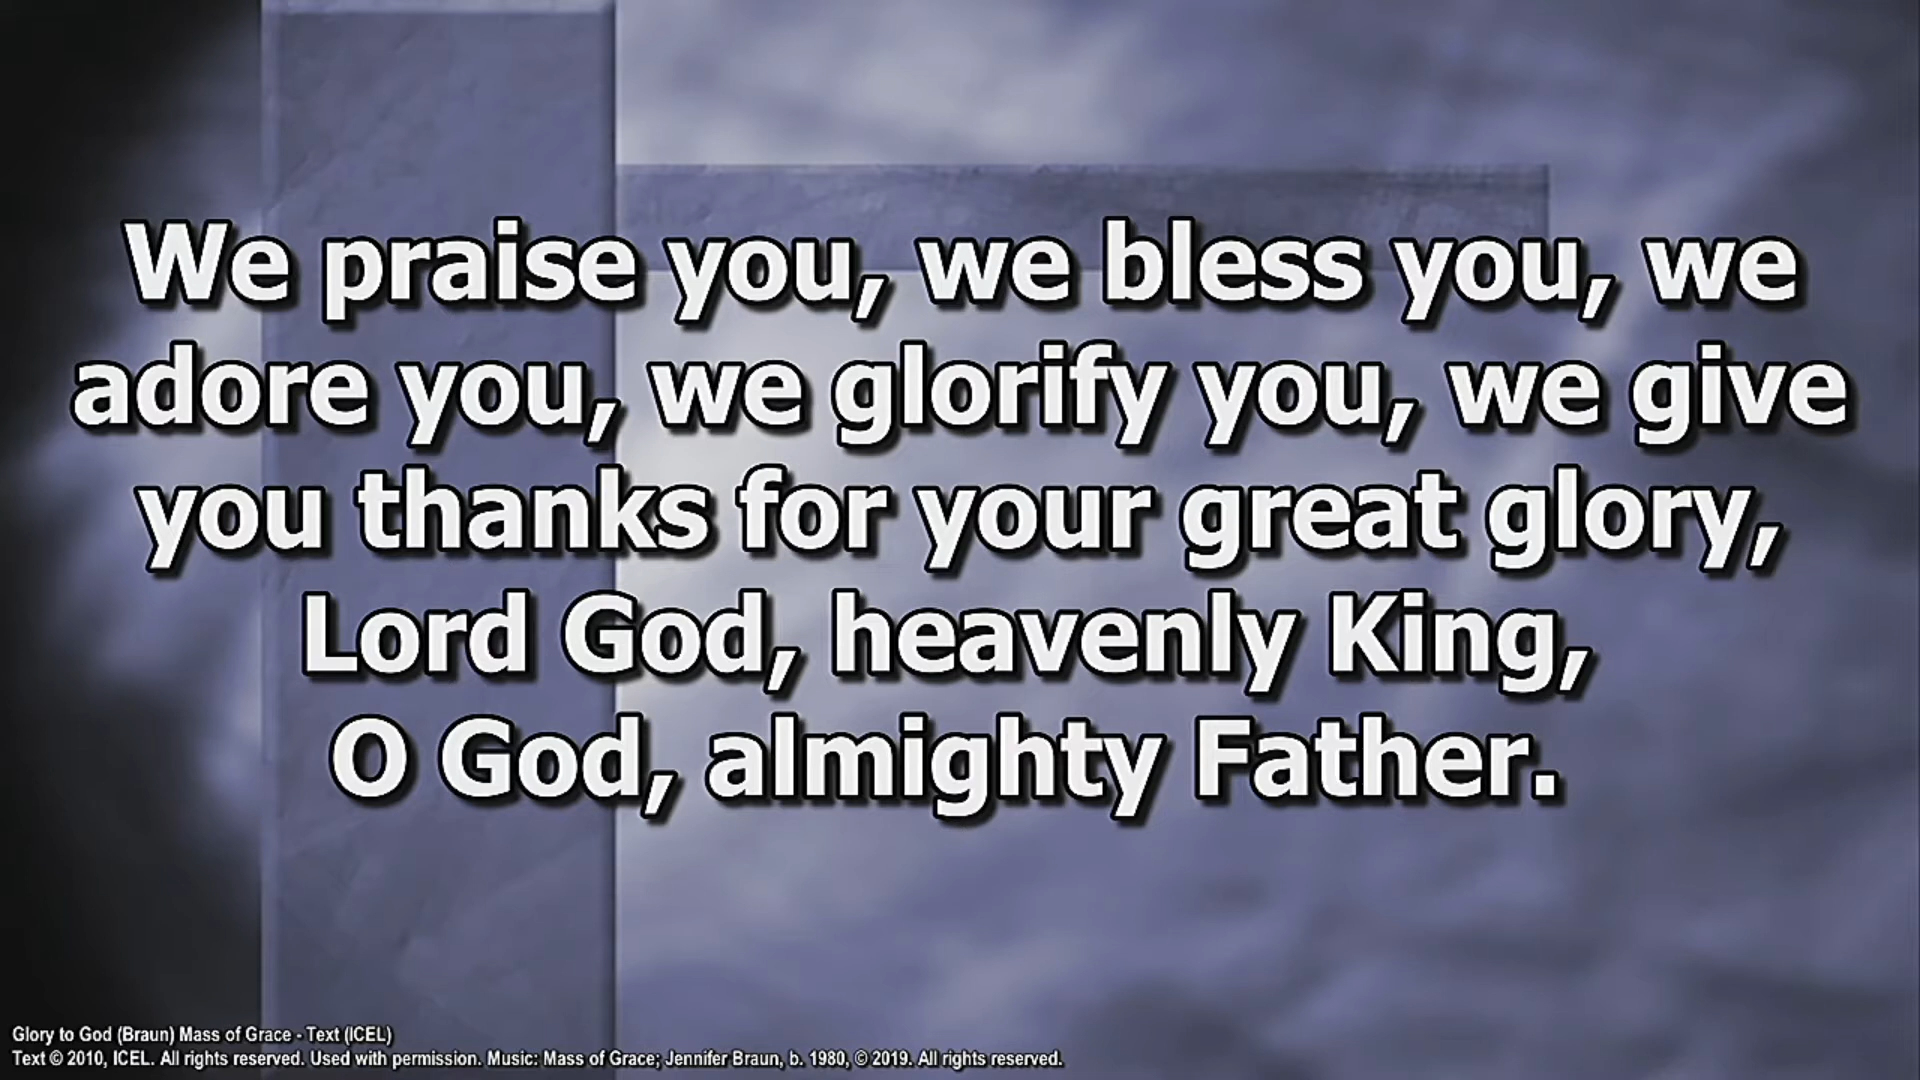 We praise you, we bless you, we
adore you, we glorify you, we give
you thanks for your great glory,
Lord God, heavenly King,
O God, almighty Father.
Glory to God (Braun) Mass of Grace - Text (ICEL)
Text © 2010, ICEL. All rights reserved. Used with permission. Music: Mass of Grace; Jennifer Braun, b. 1980, © 2019. All rights reserved.